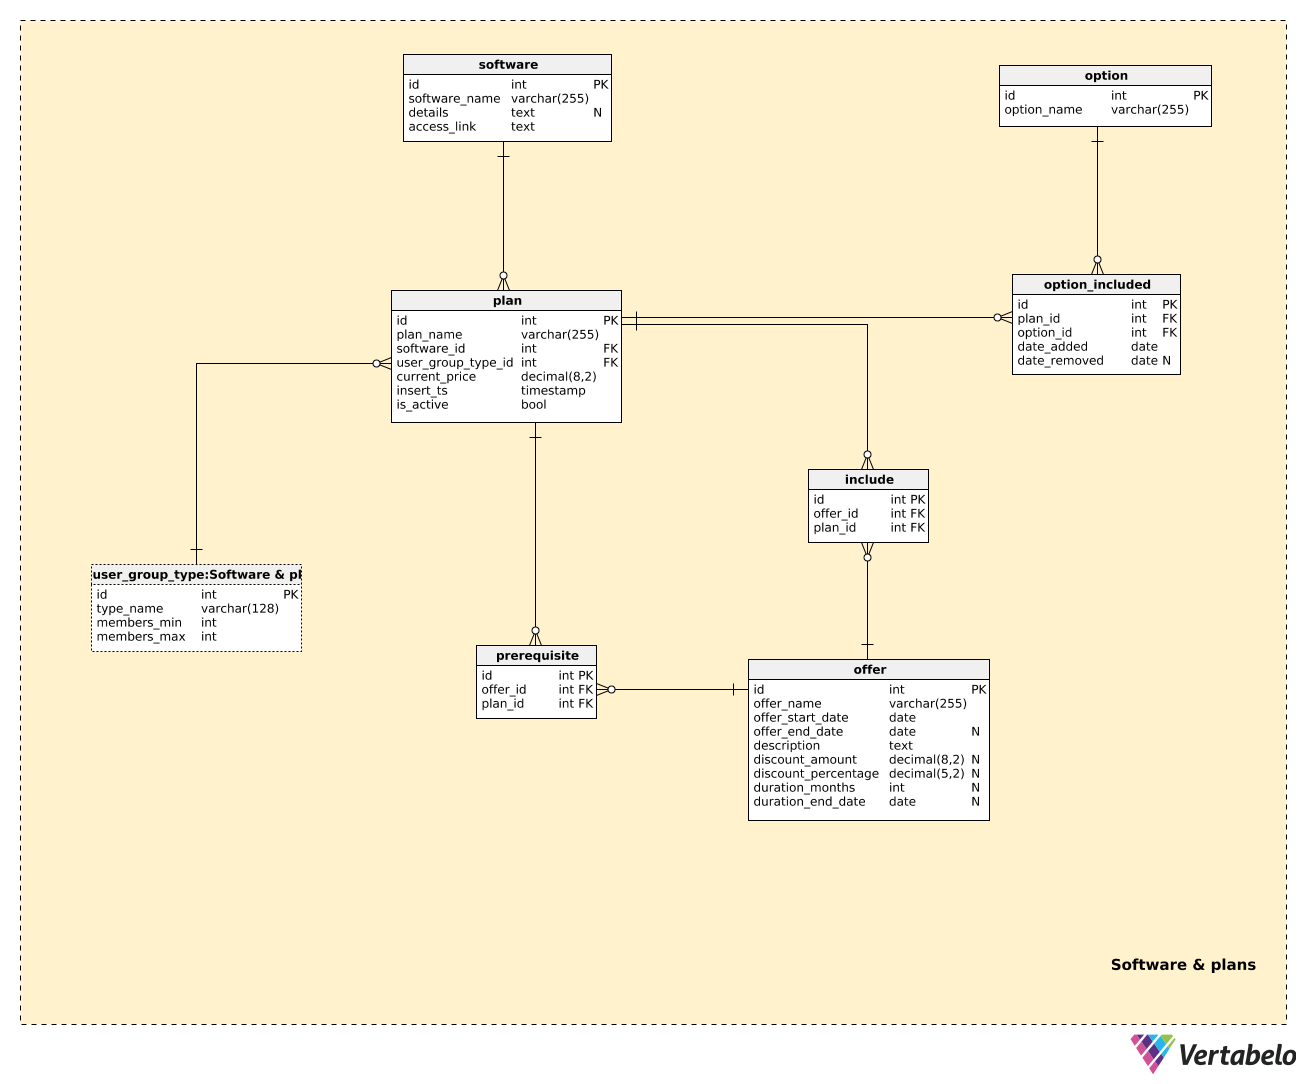 software
id int PK
software_name varchar(255)
details text N
access_link text
option
id int PK
option_name varchar(255)
plan
id int PK
plan_name varchar(255)
software_id int FK
user_group_type_id int FK
current_price decimal(8,2)
insert_ts timestamp
is_active bool
option_included
id int PK
plan_id int FK
option_id int FK
date_added date
date_removed date N
include
id int PK
offer_id int FK
plan_id int FK
user_group_type:Software & pl
id int PK
type_name varchar(128)
members_min int
members_max int
prerequisite
id int PK
offer_id int FK
plan_id int FK
offer
id int PK
offer_name varchar(255)
offer_start_date date
offer_end_date date N
description text
discount_amount decimal(8,2) N
discount_percentage decimal(5,2) N
duration_months int N
duration_end_date date N
Software & plans
Vertabelo